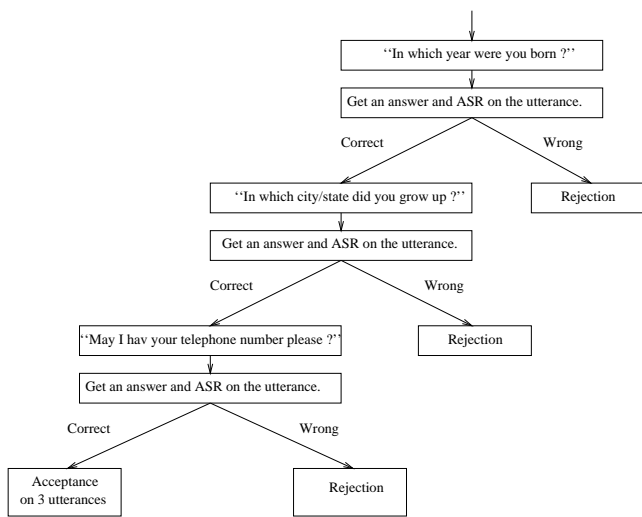 ‘‘In which year were you born ?’’
Get an answer and ASR on the utterance.
Correct
Wrong
‘‘In which city/state did you grow up ?’’
Rejection
Get an answer and ASR on the utterance.
Correct
Wrong
‘‘May I hav your telephone number please ?’’
Rejection
Get an answer and ASR on the utterance.
Correct
Wrong
Acceptance
on 3 utterances
Rejection